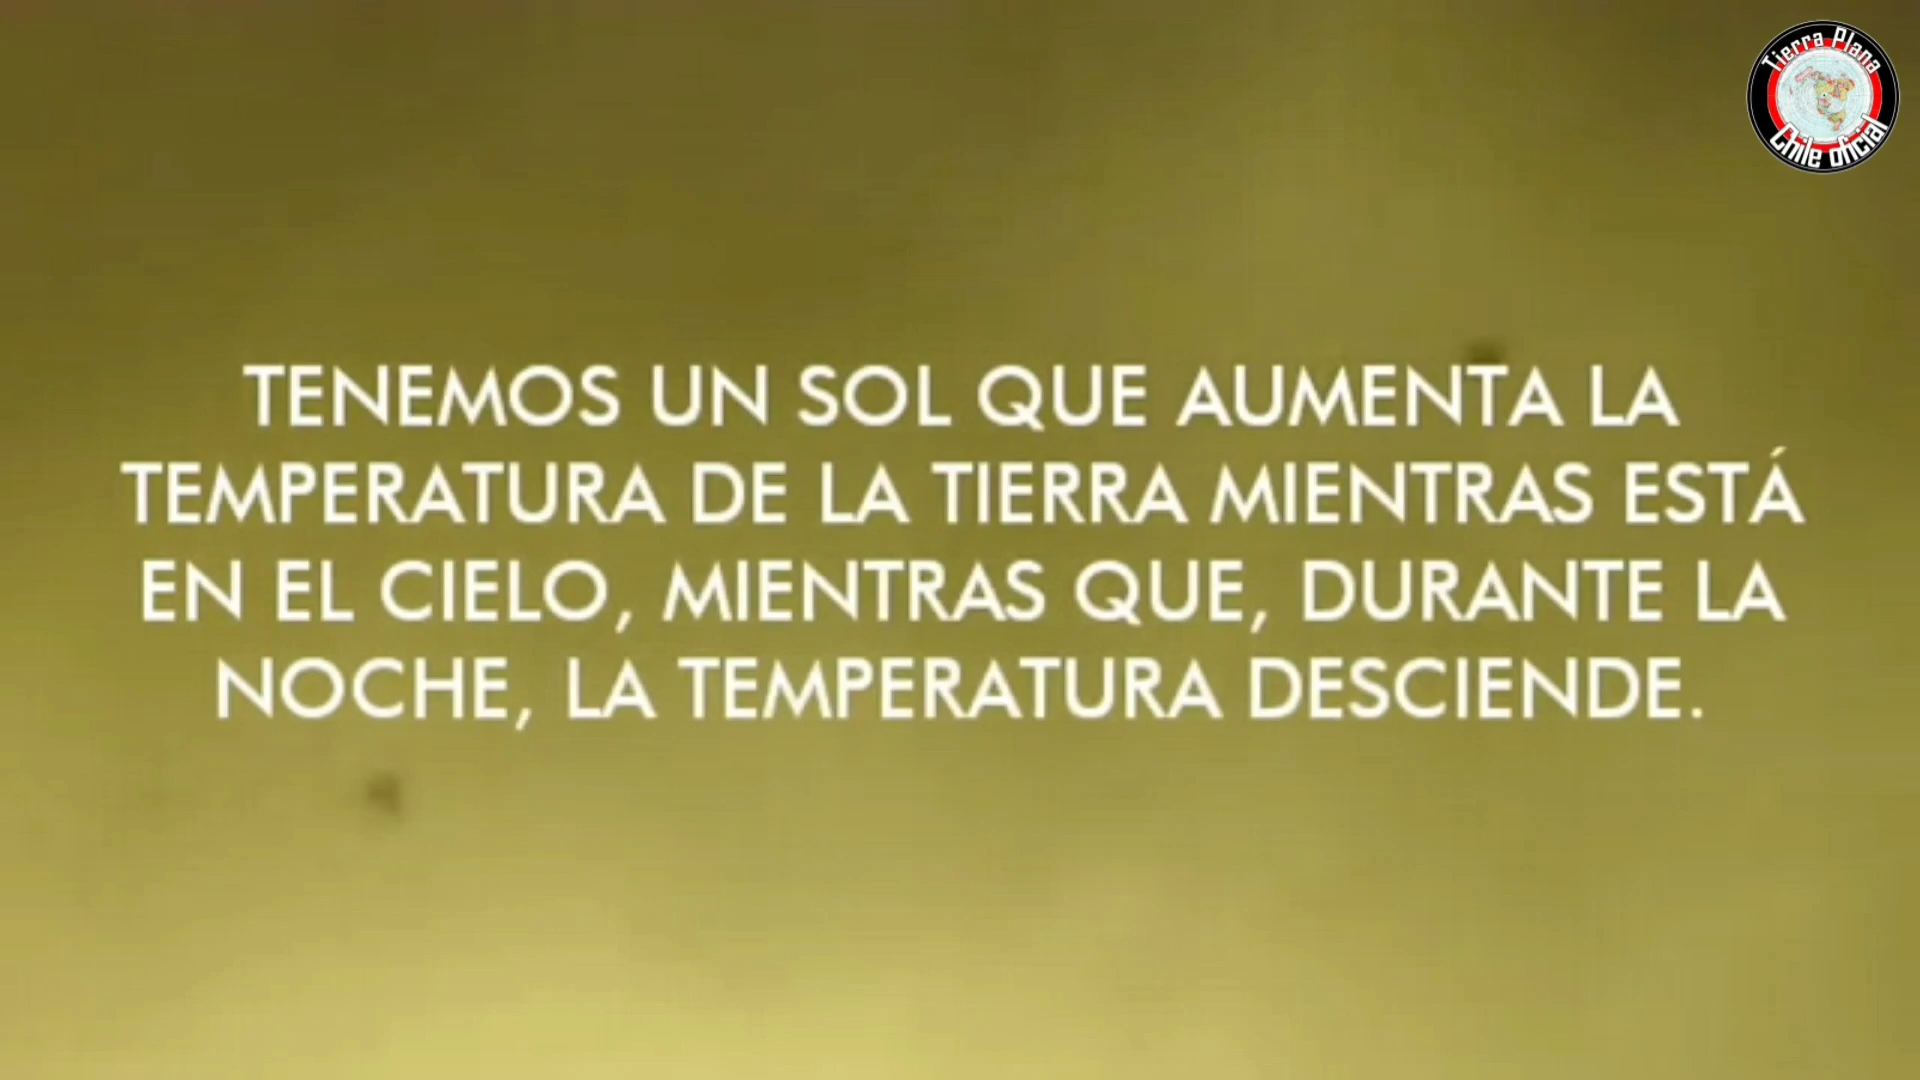 Tierra Plana
Chile oficial
TENEMOS UN SOL QUE AUMENTA LA
TEMPERATURA DE LA TIERRA MIENTRAS ESTÁ
EN EL CIELO, MIENTRAS QUE, DURANTE LA
NOCHE, LA TEMPERATURA DESCIENDE.